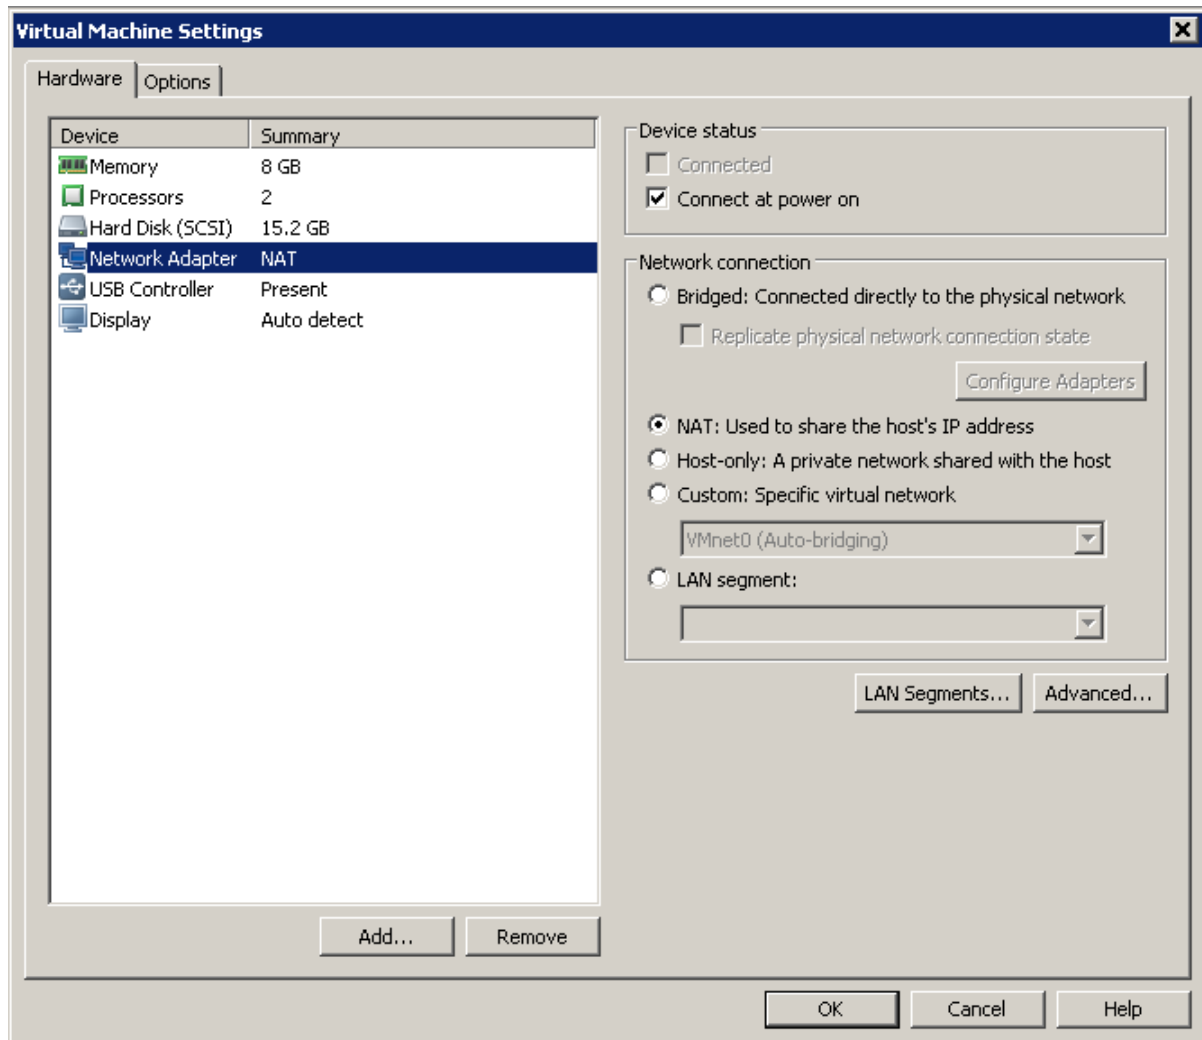 Virtual Machine Settings
Hardware Options
Device Summary
Memory 8 GB
Processors 2
Hard Disk (SCSI) 15.2 GB
Network Adapter NAT
USB Controller Present
Display Auto detect
Add... Remove
Device status
Connected
Connect at power on
Network connection
Bridged: Connected directly to the physical network
Replicate physical network connection state
Configure Adapters
NAT: Used to share the host's IP address
Host-only: A private network shared with the host
Custom: Specific virtual network
VMnet0 (Auto-bridging)
LAN segment:
LAN Segments... Advanced...
OK Cancel Help